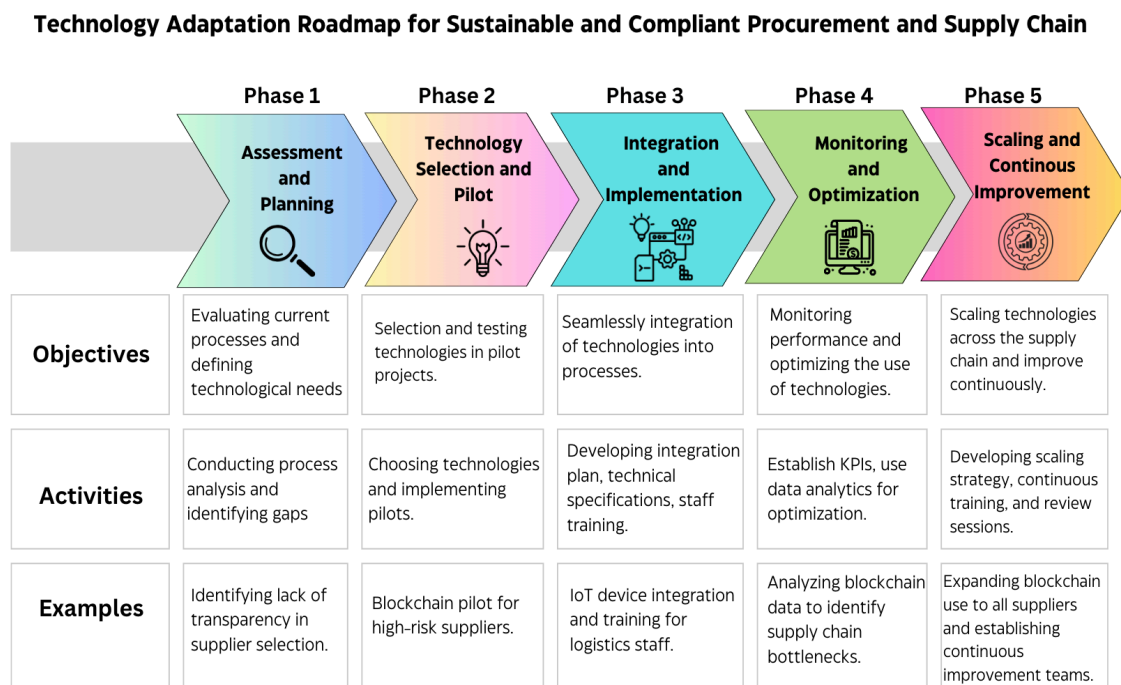 Technology Adaptation Roadmap for Sustainable and Compliant Procurement and Supply Chain
Phase 1
Phase 2
Phase 3
Phase 4
Phase 5
Assessment
and
Planning
Technology
Selection and
Pilot
Integration
and
Implementation
Monitoring
and
Optimization
Scaling and
Continous
Improvement
Objectives
Evaluating current
processes and
defining
technological needs
Selection and testing
technologies in pilot
projects.
Seamlessly integration
of technologies into
processes.
Monitoring
performance and
optimizing the use
of technologies.
Scaling technologies
across the supply
chain and improve
continuously.
Activities
Conducting process
analysis and
identifying gaps
Choosing technologies
and implementing
pilots.
Developing integration
plan, technical
specifications, staff
training.
Establish KPIs, use
data analytics for
optimization.
Developing scaling
strategy, continuous
training, and review
sessions.
Examples
Identifying lack of
transparency in
supplier selection.
Blockchain pilot for
high-risk suppliers.
IoT device integration
and training for
logistics staff.
Analyzing blockchain
data to identify
supply chain
bottlenecks.
Expanding blockchain
use to all suppliers
and establishing
continuous
improvement teams.